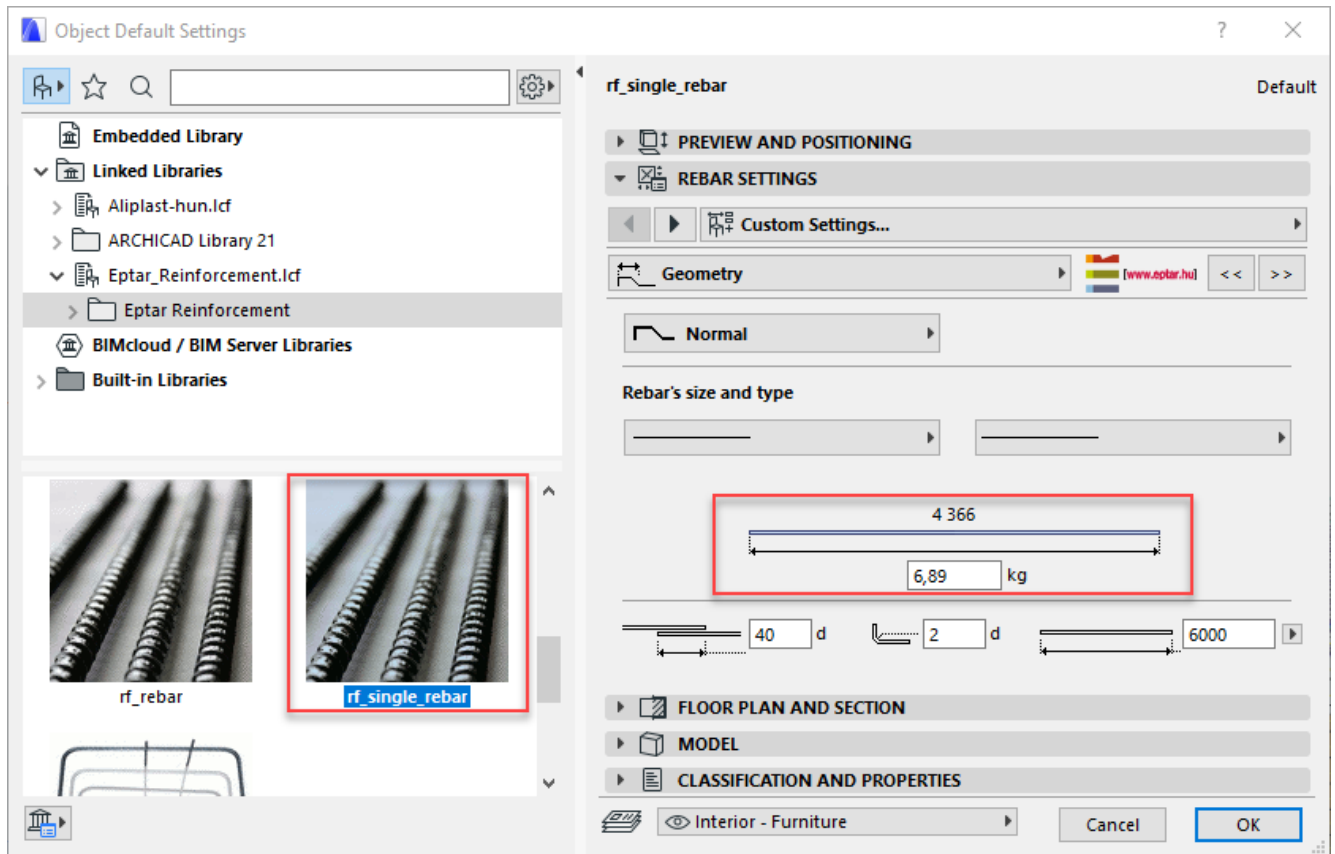 Object Default Settings
?
Embedded Library
Linked Libraries
Aliplast-hun.lcf
ARCHICAD Library 21
Eptar_Reinforcement.lcf
Eptar Reinforcement
BIMcloud / BIM Server Libraries
Built-in Libraries
rf_rebar
rf_single_rebar
rf_single_rebar
Default
PREVIEW AND POSITIONING
REBAR SETTINGS
Custom Settings...
Geometry
[www.eptar.hu]
<<
>>
Normal
Rebar's size and type
4 366
6,89 kg
40 d
2 d
6000
FLOOR PLAN AND SECTION
MODEL
CLASSIFICATION AND PROPERTIES
Interior - Furniture
Cancel
OK